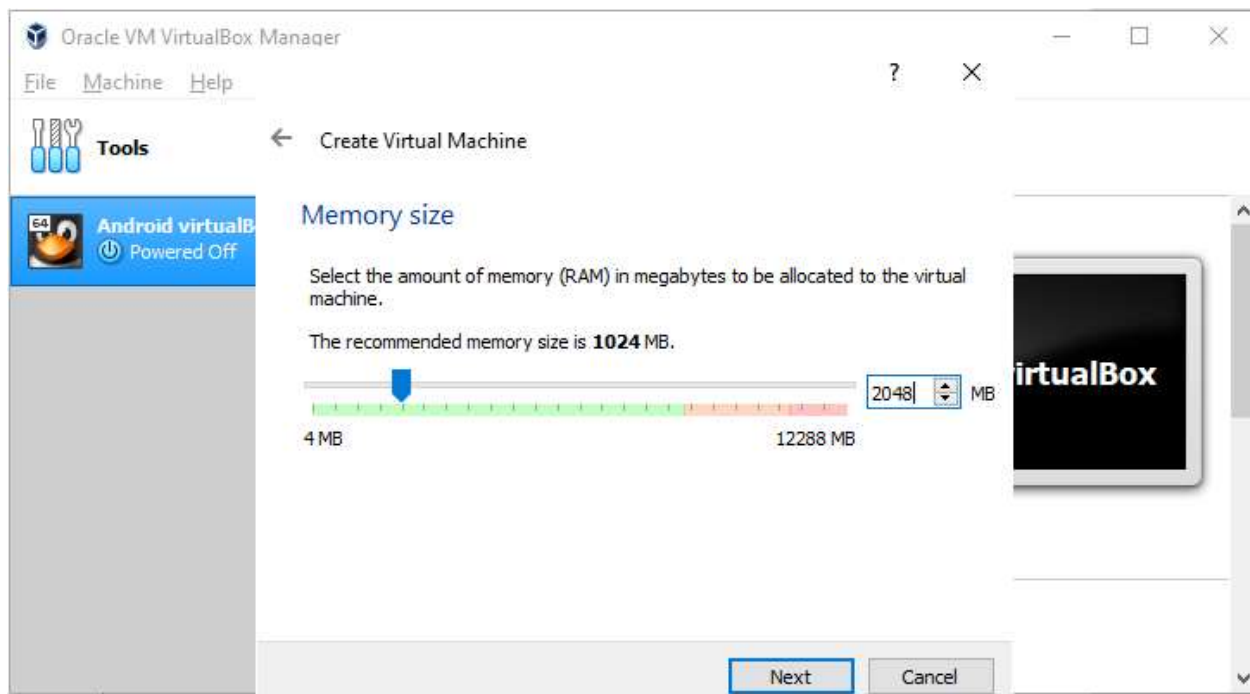 Oracle VM VirtualBox Manager
File Machine Help
?
Tools
Create Virtual Machine
64
Android virtualB
Powered Off
Memory size
Select the amount of memory (RAM) in megabytes to be allocated to the virtual
machine.
The recommended memory size is 1024 MB.
2048 MB
4 MB 12288 MB
irtualBox
Next Cancel